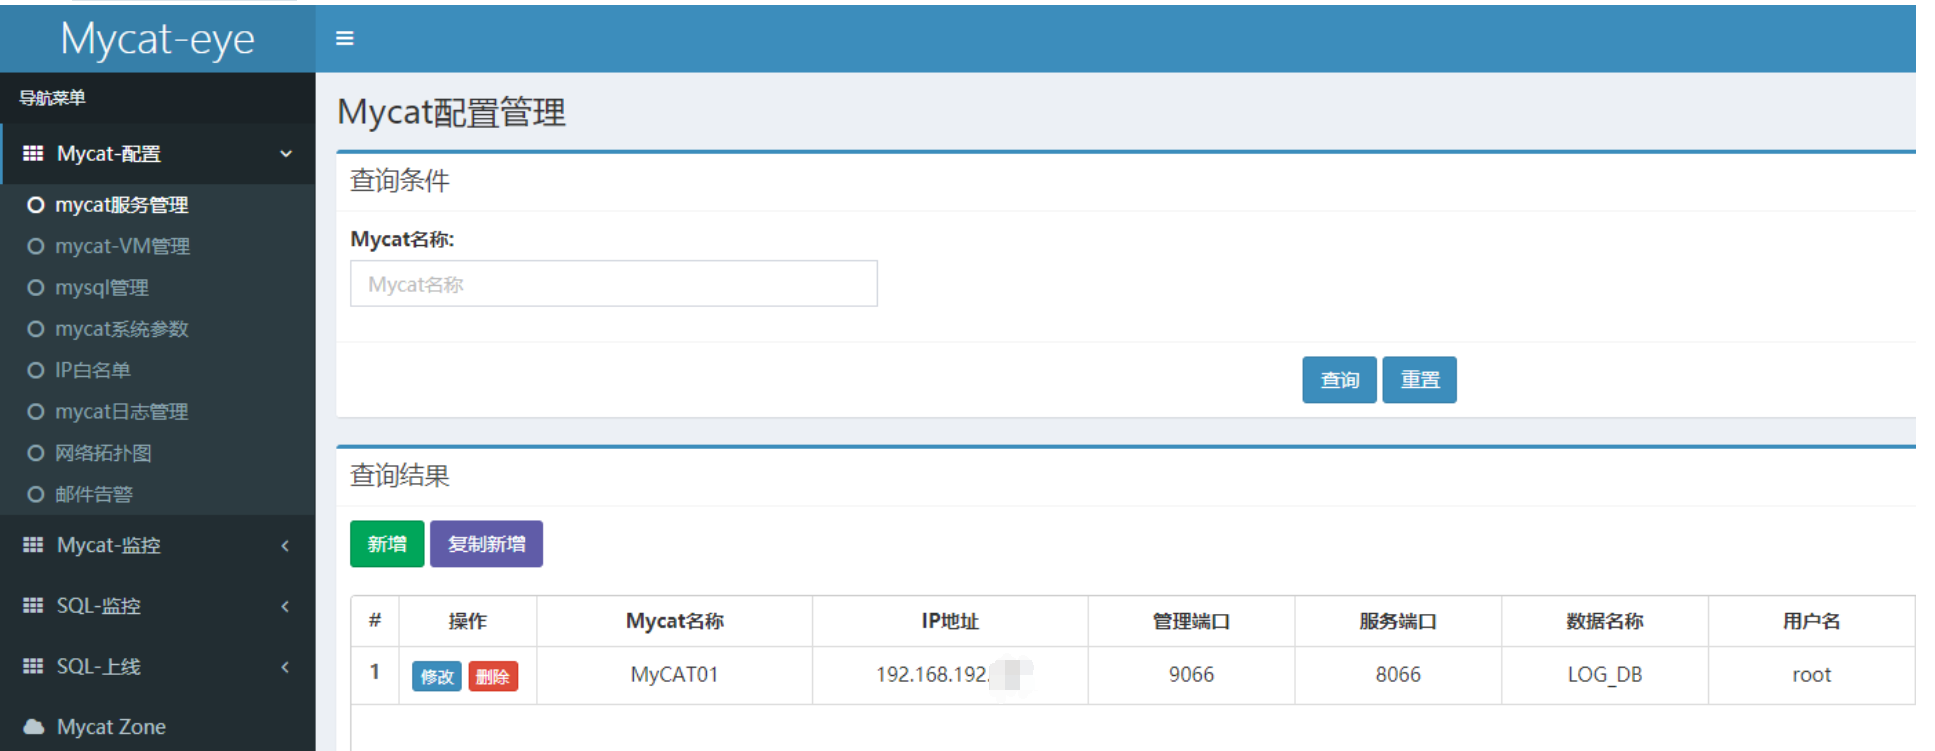 Mycat-eye
导航菜单
Mycat-配置
mycat服务管理
mycat-VM管理
mysql管理
mycat系统参数
IP白名单
mycat日志管理
网络拓扑图
邮件告警
Mycat-监控
SQL-监控
SQL-上线
Mycat Zone
Mycat配置管理
查询条件
Mycat名称:
Mycat名称
查询 重置
查询结果
新增 复制新增
# 操作 Mycat名称 IP地址 管理端口 服务端口 数据名称 用户名
1 修改 删除 MyCAT01 192.168.192. 9066 8066 LOG_DB root